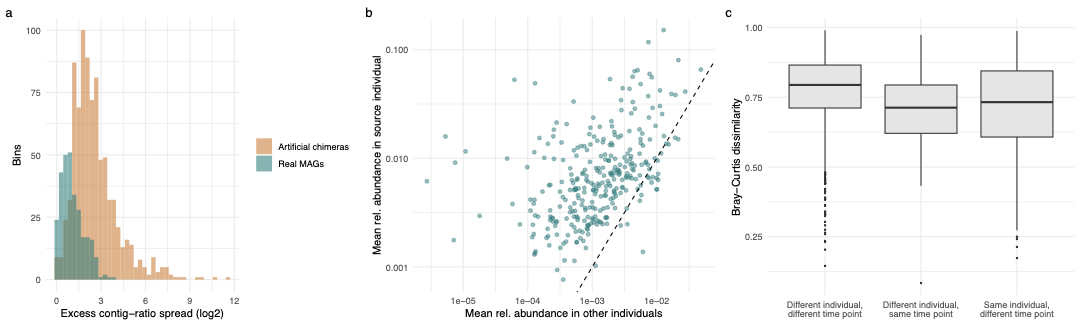 a
Bins
100
75
50
25
0
0
3
6
9
12
Excess contig−ratio spread (log2)
Artificial chimeras
Real MAGs
b
Mean rel. abundance in source individual
0.100
0.010
0.001
1e−05
1e−04
1e−03
1e−02
Mean rel. abundance in other individuals
c
Bray−Curtis dissimilarity
1.00
0.75
0.50
0.25
Different individual,
different time point
Different individual,
same time point
Same individual,
different time point